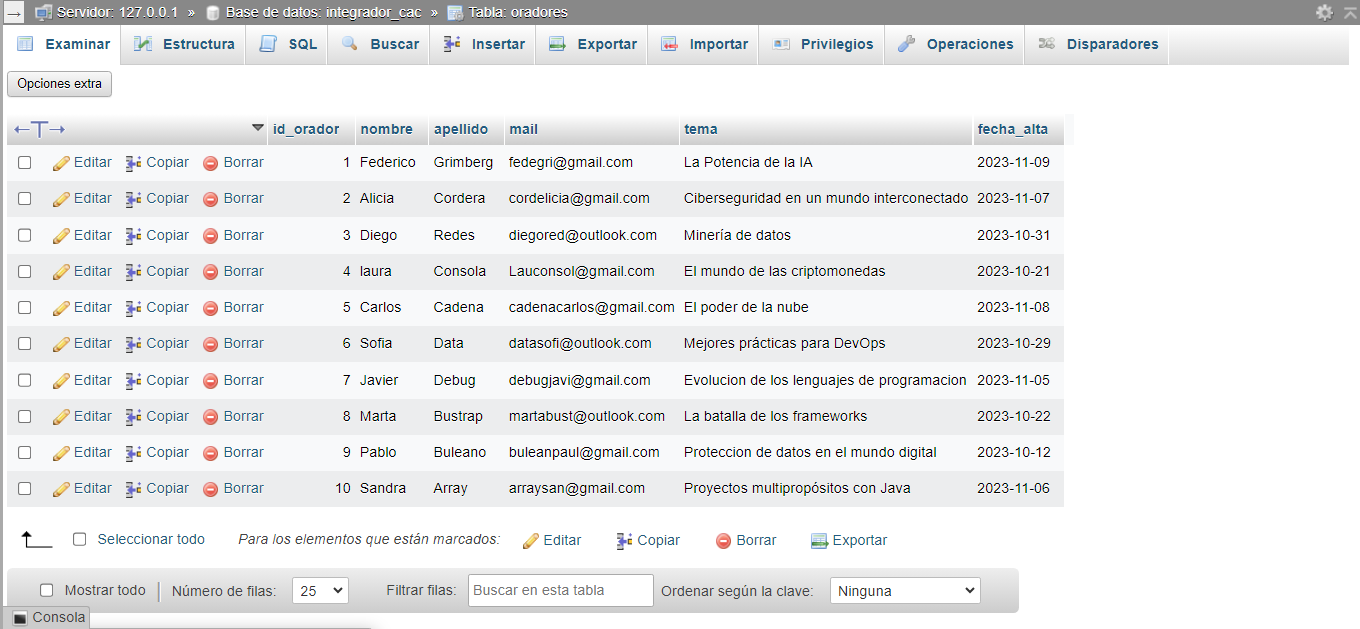 Servidor: 127.0.0.1 » Base de datos: integrador_cac » Tabla: oradores
Examinar Estructura SQL Buscar Insertar Exportar Importar Privilegios Operaciones Disparadores
Opciones extra
←T→ id_orador nombre apellido mail tema fecha_alta
Editar Copiar Borrar 1 Federico Grimberg fedegri@gmail.com La Potencia de la IA 2023-11-09
Editar Copiar Borrar 2 Alicia Cordera cordelicia@gmail.com Ciberseguridad en un mundo interconectado 2023-11-07
Editar Copiar Borrar 3 Diego Redes diegored@outlook.com Minería de datos 2023-10-31
Editar Copiar Borrar 4 laura Consola Lauconsol@gmail.com El mundo de las criptomonedas 2023-10-21
Editar Copiar Borrar 5 Carlos Cadena cadenacarlos@gmail.com El poder de la nube 2023-11-08
Editar Copiar Borrar 6 Sofia Data datasofi@outlook.com Mejores prácticas para DevOps 2023-10-29
Editar Copiar Borrar 7 Javier Debug debugjavi@gmail.com Evolucion de los lenguajes de programacion 2023-11-05
Editar Copiar Borrar 8 Marta Bustrap martabust@outlook.com La batalla de los frameworks 2023-10-22
Editar Copiar Borrar 9 Pablo Buleano buleanpaul@gmail.com Proteccion de datos en el mundo digital 2023-10-12
Editar Copiar Borrar 10 Sandra Array arraysan@gmail.com Proyectos multipropósitos con Java 2023-11-06
Seleccionar todo Para los elementos que están marcados: Editar Copiar Borrar Exportar
Mostrar todo Número de filas: 25 Filtrar filas: Buscar en esta tabla Ordenar según la clave: Ninguna
Consola